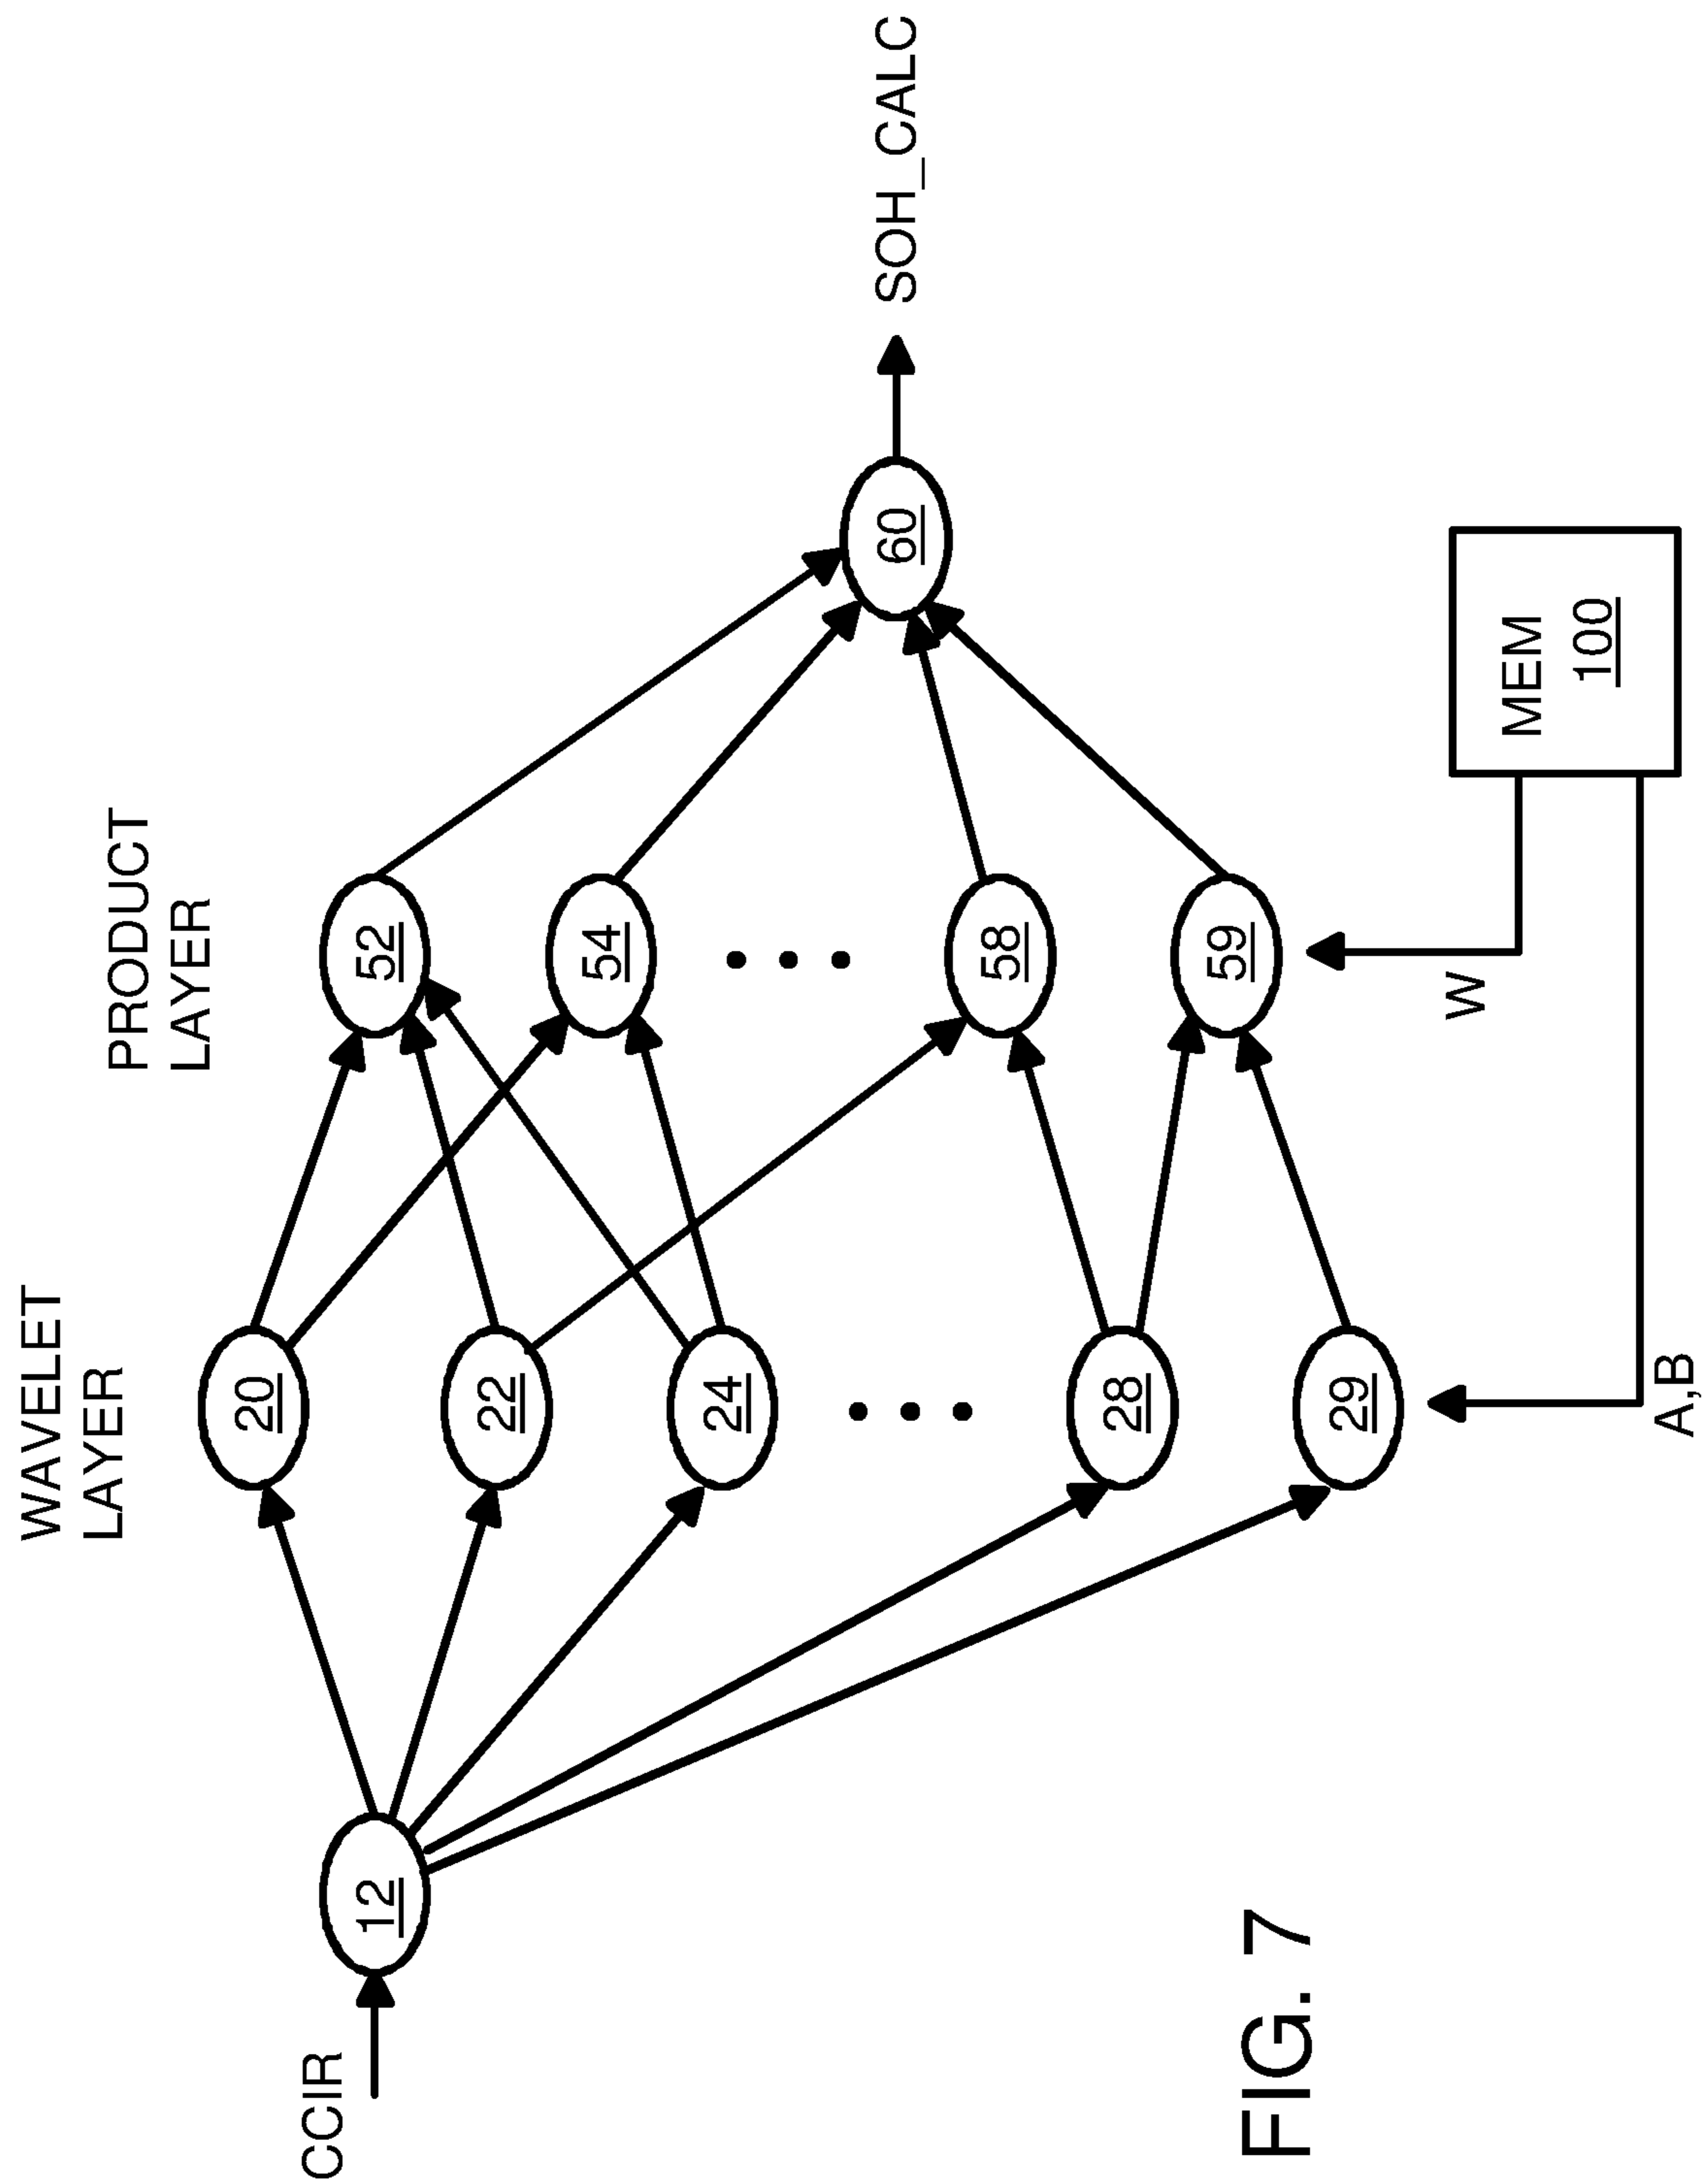 WAVELET
LAYER
PRODUCT
LAYER
CCIR
12
20
22
24
28
29
52
54
58
59
60
SOH_CALC
W
A,B
MEM
100
FIG. 7